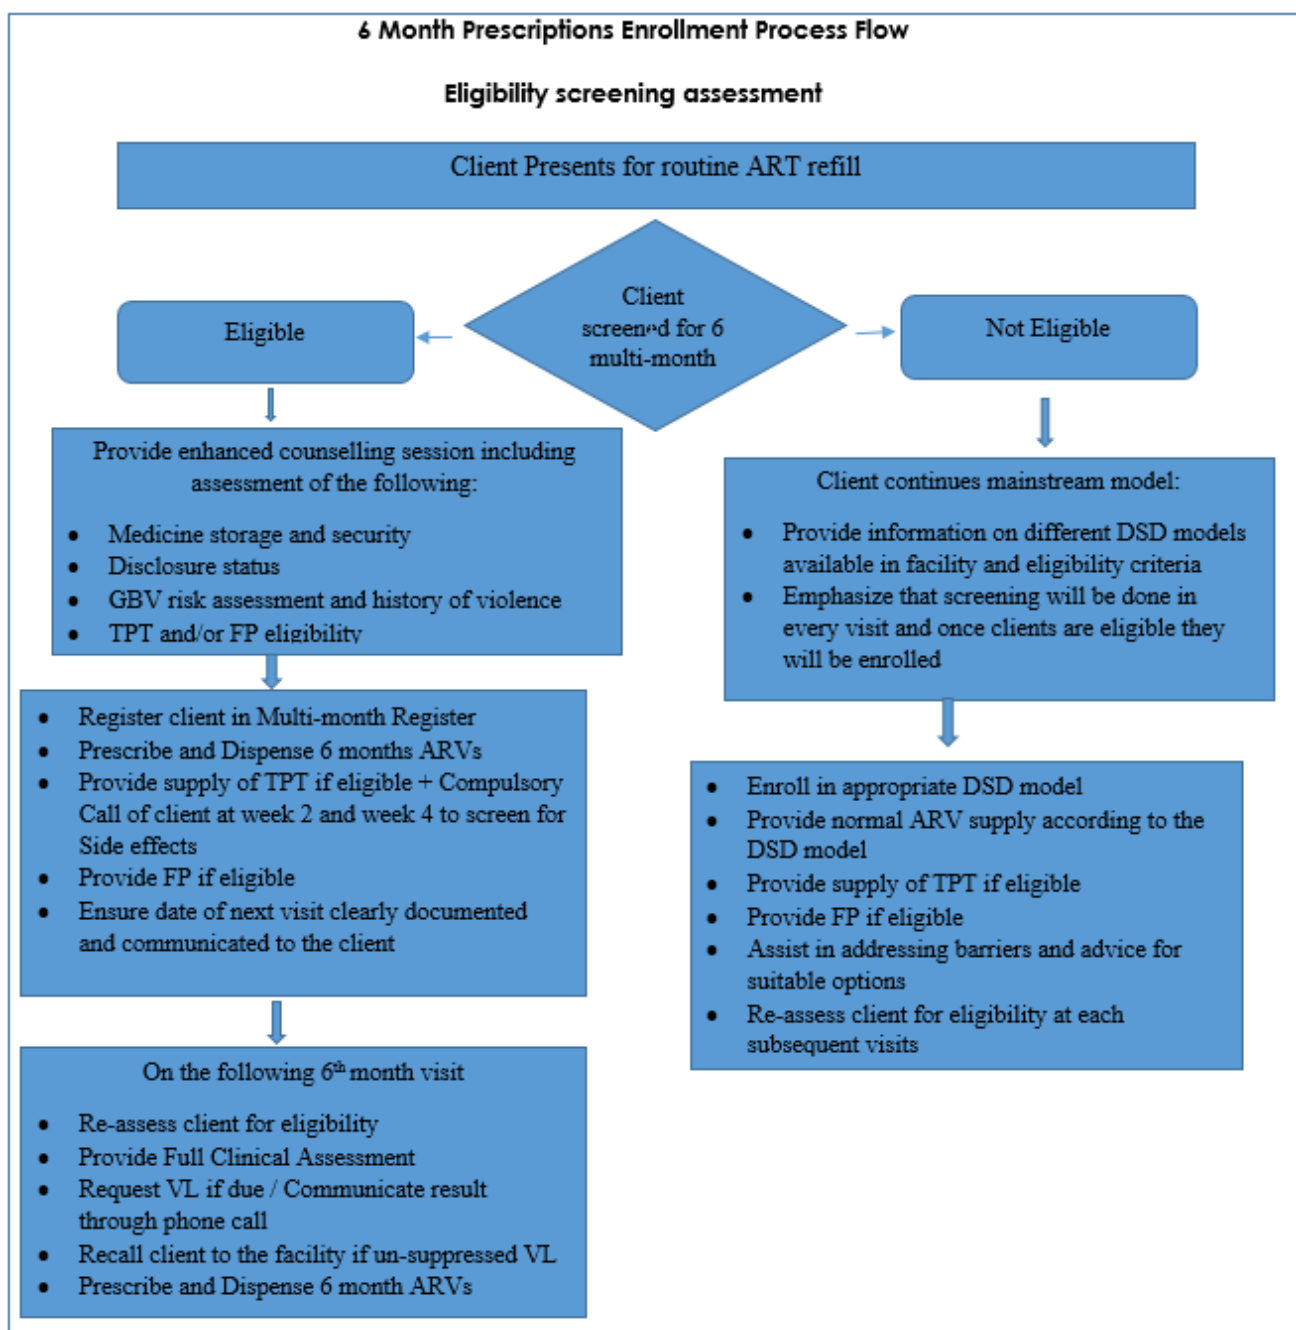 6 Month Prescriptions Enrollment Process Flow
Eligibility screening assessment
Client Presents for routine ART refill
Client
screened for 6
multi-month
Eligible
Not Eligible
Provide enhanced counselling session including
assessment of the following:
• Medicine storage and security
• Disclosure status
• GBV risk assessment and history of violence
• TPT and/or FP eligibility
• Register client in Multi-month Register
• Prescribe and Dispense 6 months ARVs
• Provide supply of TPT if eligible + Compulsory
Call of client at week 2 and week 4 to screen for
Side effects
• Provide FP if eligible
• Ensure date of next visit clearly documented
and communicated to the client
On the following 6th month visit
• Re-assess client for eligibility
• Provide Full Clinical Assessment
• Request VL if due / Communicate result
through phone call
• Recall client to the facility if un-suppressed VL
• Prescribe and Dispense 6 month ARVs
Client continues mainstream model:
• Provide information on different DSD models
available in facility and eligibility criteria
• Emphasize that screening will be done in
every visit and once clients are eligible they
will be enrolled
• Enroll in appropriate DSD model
• Provide normal ARV supply according to the
DSD model
• Provide supply of TPT if eligible
• Provide FP if eligible
• Assist in addressing barriers and advice for
suitable options
• Re-assess client for eligibility at each
subsequent visits